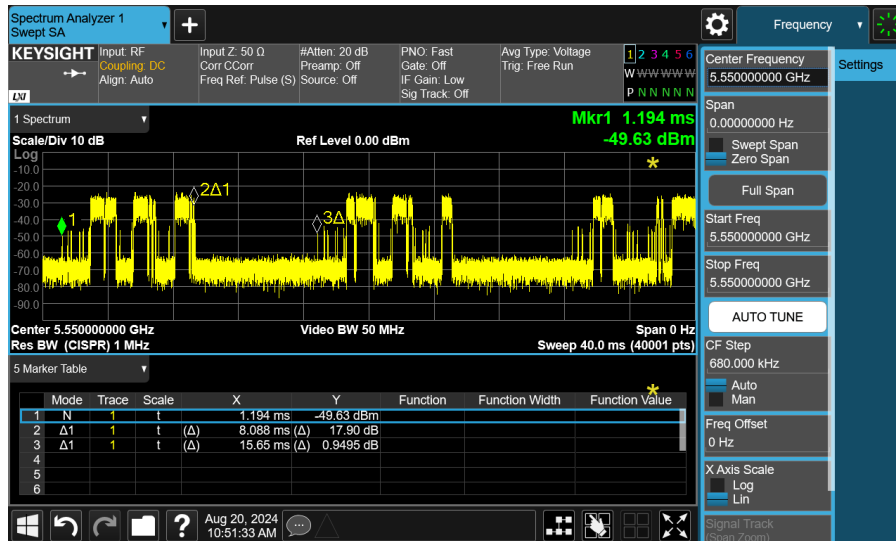 Spectrum Analyzer 1
Swept SA
Frequency
KEYSIGHT
LXI
Input: RF
Coupling: DC
Align: Auto
Input Z: 50 Ω
Corr CCorr
Freq Ref: Pulse (S)
#Atten: 20 dB
Preamp: Off
Source: Off
PNO: Fast
Gate: Off
IF Gain: Low
Sig Track: Off
Avg Type: Voltage
Trig: Free Run
1 2 3 4 5 6
W W W W W W
P N N N N N
Center Frequency
5.550000000 GHz
Settings
Span
0.00000000 Hz
Swept Span
Zero Span
Full Span
Start Freq
5.550000000 GHz
Stop Freq
5.550000000 GHz
AUTO TUNE
CF Step
680.000 kHz
Auto
Man
Freq Offset
0 Hz
X Axis Scale
Log
Lin
Signal Track
(Span Zoom)
1 Spectrum
Mkr1 1.194 ms
-49.63 dBm
Scale/Div 10 dB
Ref Level 0.00 dBm
Log
-10.0
-20.0
-30.0
-40.0
-50.0
-60.0
-70.0
-80.0
-90.0
1
2Δ1
3Δ
Center 5.550000000 GHz
Video BW 50 MHz
Span 0 Hz
Res BW (CISPR) 1 MHz
Sweep 40.0 ms (40001 pts)
5 Marker Table
Mode Trace Scale X Y Function Function Width Function Value
1 N 1 t 1.194 ms -49.63 dBm
2 Δ1 1 t (Δ) 8.088 ms (Δ) 17.90 dB
3 Δ1 1 t (Δ) 15.65 ms (Δ) 0.9495 dB
4
5
6
?
Aug 20, 2024
10:51:33 AM